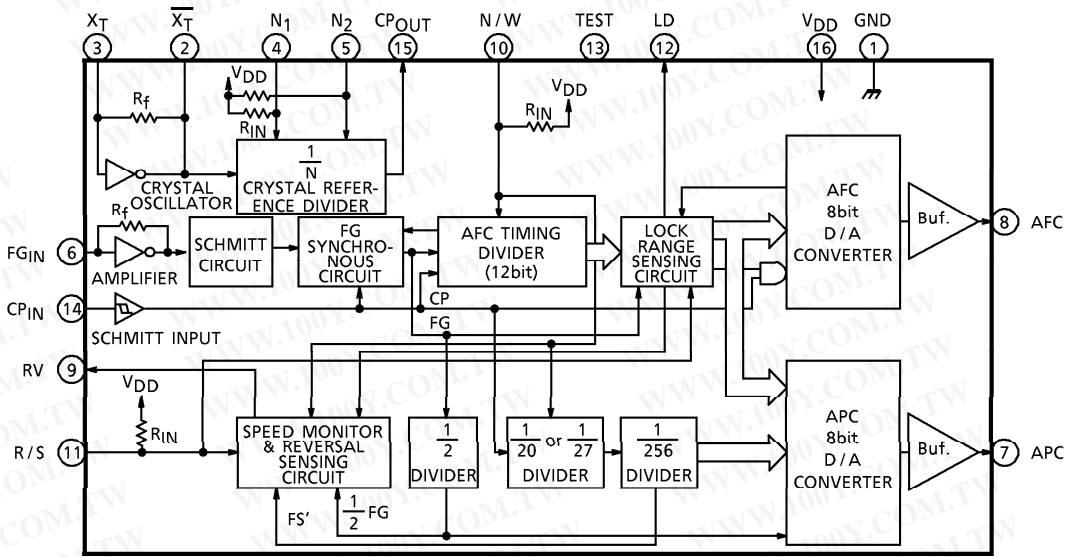 XT X̅T̅ N1 N2 CPOUT N/W TEST LD VDD GND
3 2 4 5 15 10 13 12 16 1
VDD
Rf
RIN
VDD
RIN
1/N
CRYSTAL REFER-
ENCE DIVIDER
CRYSTAL
OSCILLATOR
AFC
8bit
D/A
CONVERTER
Buf.
8 AFC
Rf
FGIN 6
AMPLIFIER
SCHMITT
CIRCUIT
FG
SYNCHRO-
NOUS
CIRCUIT
AFC TIMING
DIVIDER
(12bit)
LOCK
RANGE
SENSING
CIRCUIT
CPIN 14
SCHMITT INPUT
CP
FG
RV 9
VDD
RIN
R/S 11
SPEED MONITOR
& REVERSAL
SENSING
CIRCUIT
1/2
DIVIDER
1/20 or 1/27
DIVIDER
1/256
DIVIDER
APC
8bit
D/A
CONVERTER
Buf.
7 APC
FS'
1/2 FG
WWW.100Y.COM.TW